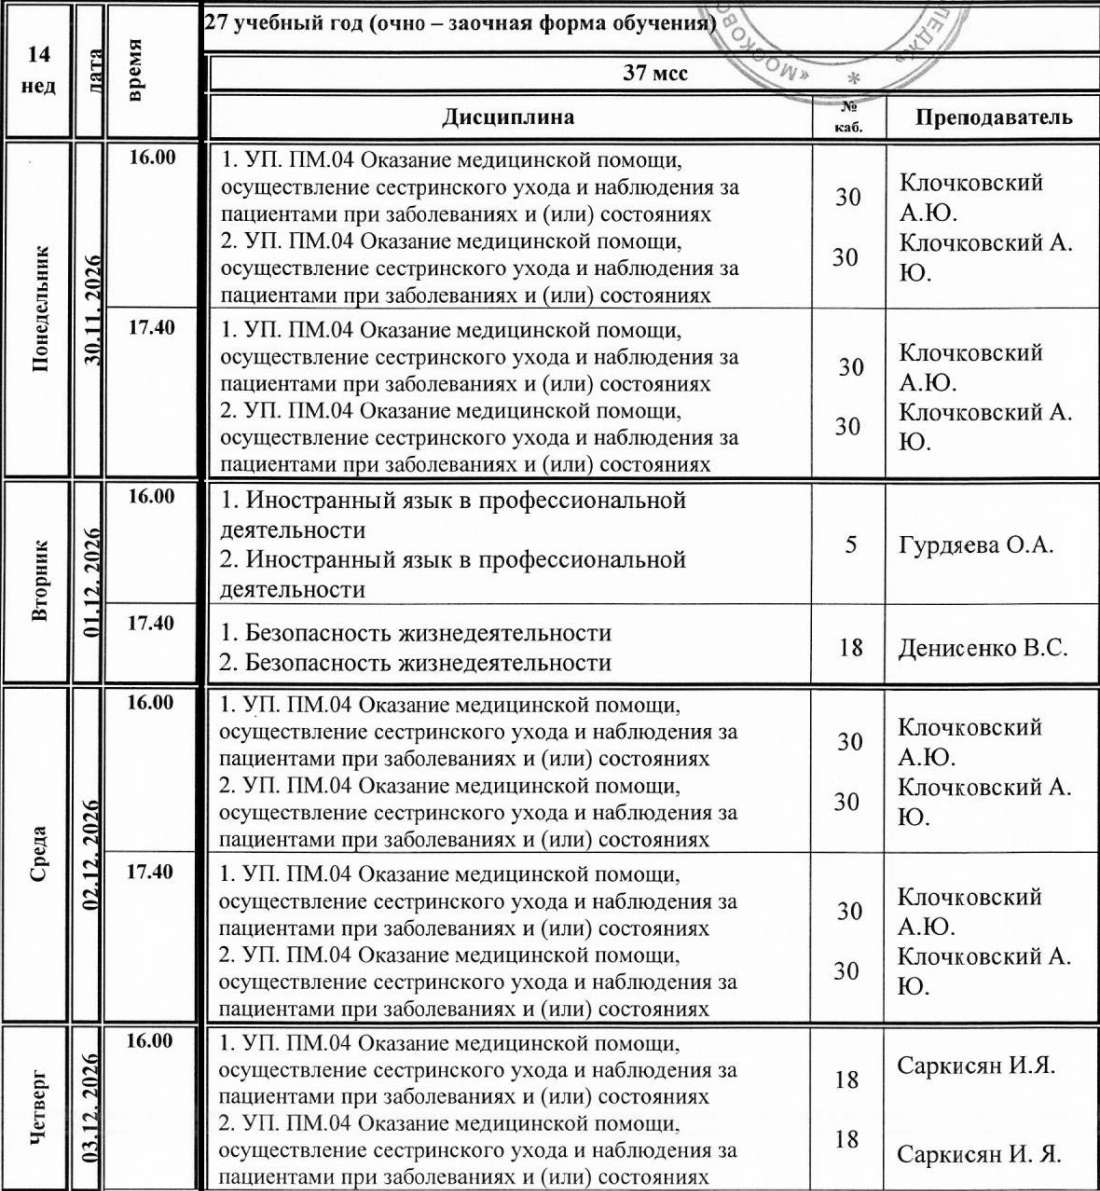 27 учебный год (очно – заочная форма обучения)
«МОСКОВО
ЛЕДЖ»
*
14
нед
дата
время
37 мсс
Дисциплина
№
каб.
Преподаватель
Понедельник
30.11. 2026
16.00
1. УП. ПМ.04 Оказание медицинской помощи,
осуществление сестринского ухода и наблюдения за
пациентами при заболеваниях и (или) состояниях
2. УП. ПМ.04 Оказание медицинской помощи,
осуществление сестринского ухода и наблюдения за
пациентами при заболеваниях и (или) состояниях
30
30
Клочковский
А.Ю.
Клочковский А.
Ю.
17.40
1. УП. ПМ.04 Оказание медицинской помощи,
осуществление сестринского ухода и наблюдения за
пациентами при заболеваниях и (или) состояниях
2. УП. ПМ.04 Оказание медицинской помощи,
осуществление сестринского ухода и наблюдения за
пациентами при заболеваниях и (или) состояниях
30
30
Клочковский
А.Ю.
Клочковский А.
Ю.
Вторник
01.12. 2026
16.00
1. Иностранный язык в профессиональной
деятельности
2. Иностранный язык в профессиональной
деятельности
5
Гурдяева О.А.
17.40
1. Безопасность жизнедеятельности
2. Безопасность жизнедеятельности
18
Денисенко В.С.
Среда
02.12. 2026
16.00
1. УП. ПМ.04 Оказание медицинской помощи,
осуществление сестринского ухода и наблюдения за
пациентами при заболеваниях и (или) состояниях
2. УП. ПМ.04 Оказание медицинской помощи,
осуществление сестринского ухода и наблюдения за
пациентами при заболеваниях и (или) состояниях
30
30
Клочковский
А.Ю.
Клочковский А.
Ю.
17.40
1. УП. ПМ.04 Оказание медицинской помощи,
осуществление сестринского ухода и наблюдения за
пациентами при заболеваниях и (или) состояниях
2. УП. ПМ.04 Оказание медицинской помощи,
осуществление сестринского ухода и наблюдения за
пациентами при заболеваниях и (или) состояниях
30
30
Клочковский
А.Ю.
Клочковский А.
Ю.
Четверг
03.12. 2026
16.00
1. УП. ПМ.04 Оказание медицинской помощи,
осуществление сестринского ухода и наблюдения за
пациентами при заболеваниях и (или) состояниях
2. УП. ПМ.04 Оказание медицинской помощи,
осуществление сестринского ухода и наблюдения за
пациентами при заболеваниях и (или) состояниях
18
18
Саркисян И.Я.
Саркисян И. Я.